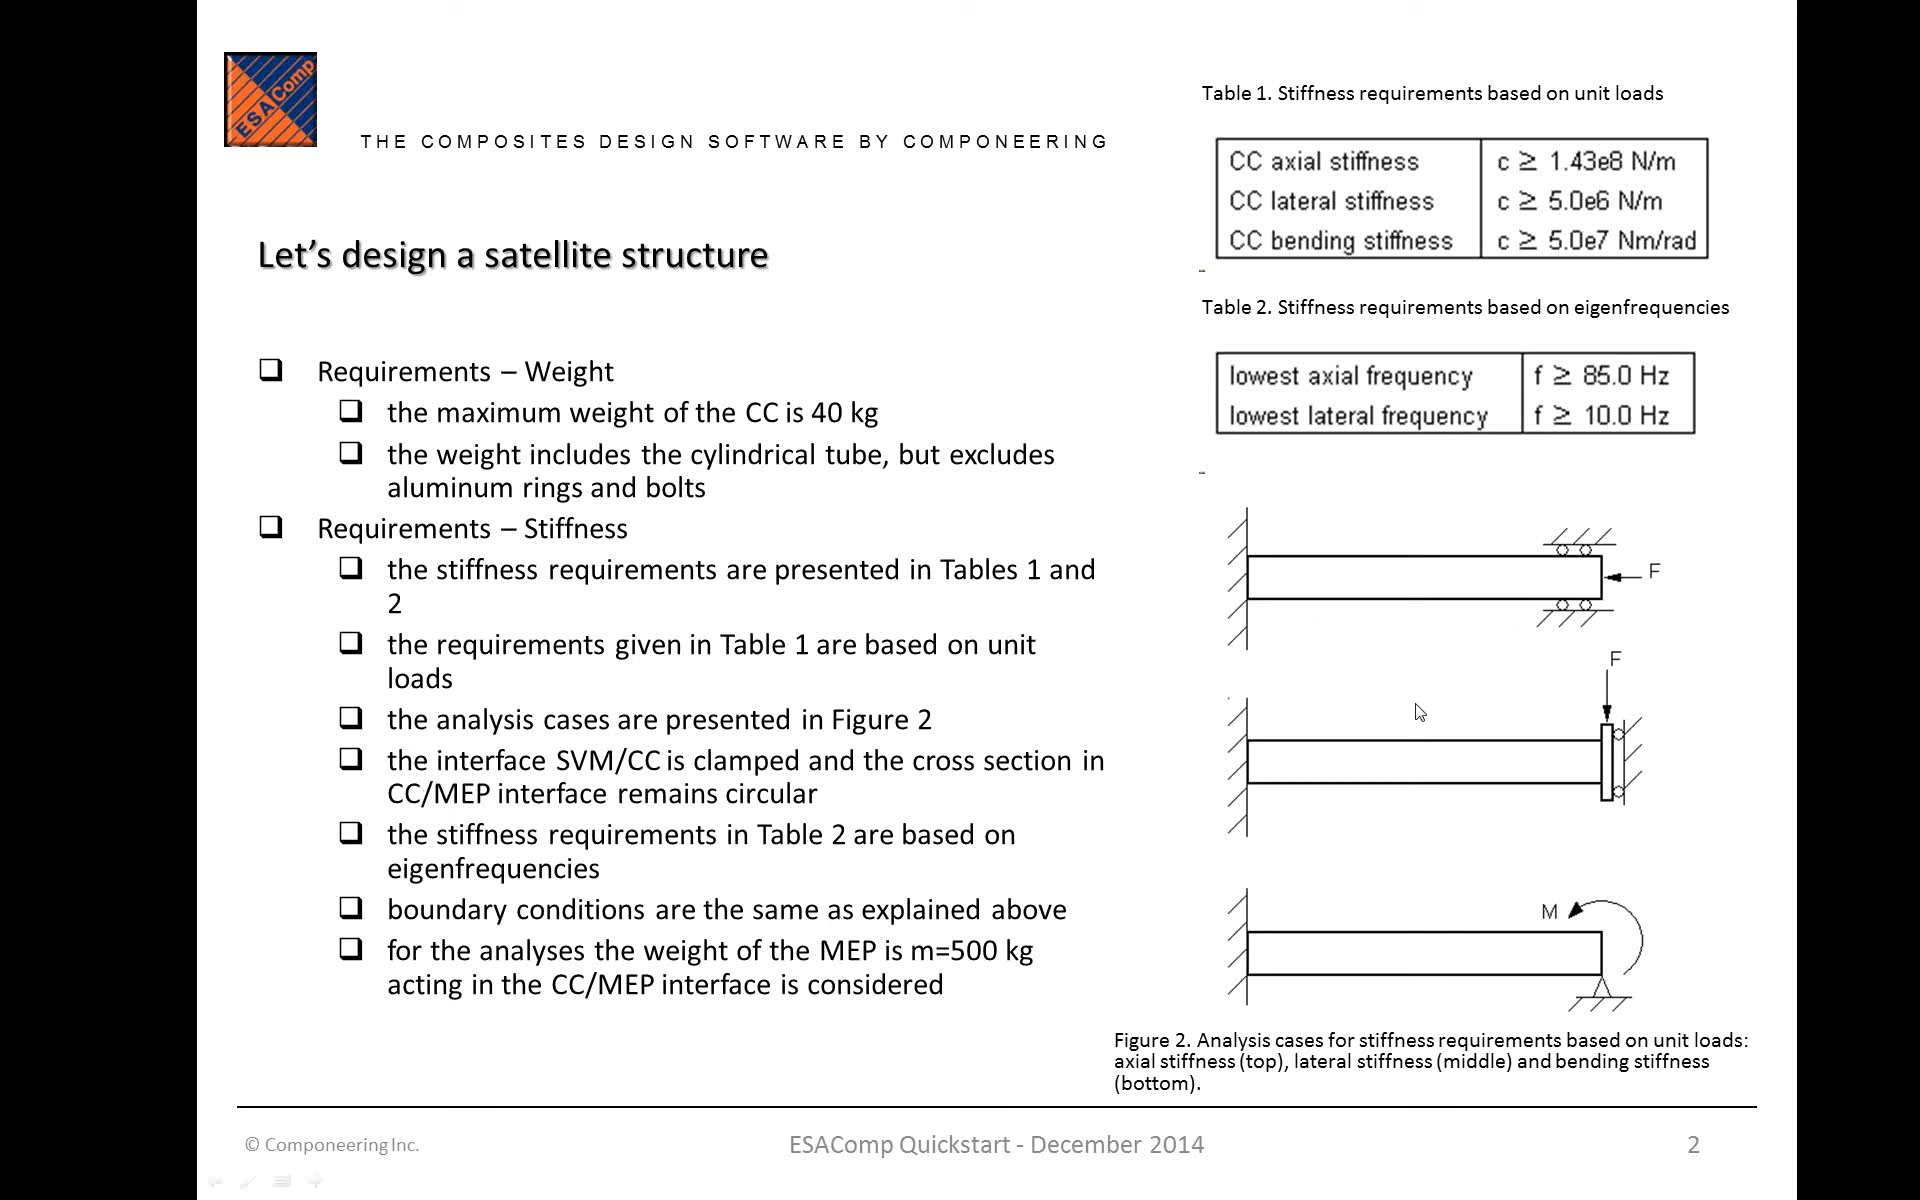 ESAComp
THE COMPOSITES DESIGN SOFTWARE BY COMPONEERING
Let's design a satellite structure
Requirements – Weight
the maximum weight of the CC is 40 kg
the weight includes the cylindrical tube, but excludes
aluminum rings and bolts
Requirements – Stiffness
the stiffness requirements are presented in Tables 1 and
2
the requirements given in Table 1 are based on unit
loads
the analysis cases are presented in Figure 2
the interface SVM/CC is clamped and the cross section in
CC/MEP interface remains circular
the stiffness requirements in Table 2 are based on
eigenfrequencies
boundary conditions are the same as explained above
for the analyses the weight of the MEP is m=500 kg
acting in the CC/MEP interface is considered
Table 1. Stiffness requirements based on unit loads
CC axial stiffness c ≥ 1.43e8 N/m
CC lateral stiffness c ≥ 5.0e6 N/m
CC bending stiffness c ≥ 5.0e7 Nm/rad
Table 2. Stiffness requirements based on eigenfrequencies
lowest axial frequency f ≥ 85.0 Hz
lowest lateral frequency f ≥ 10.0 Hz
F
F
M
Figure 2. Analysis cases for stiffness requirements based on unit loads:
axial stiffness (top), lateral stiffness (middle) and bending stiffness
(bottom).
© Componeering Inc.
ESAComp Quickstart - December 2014
2